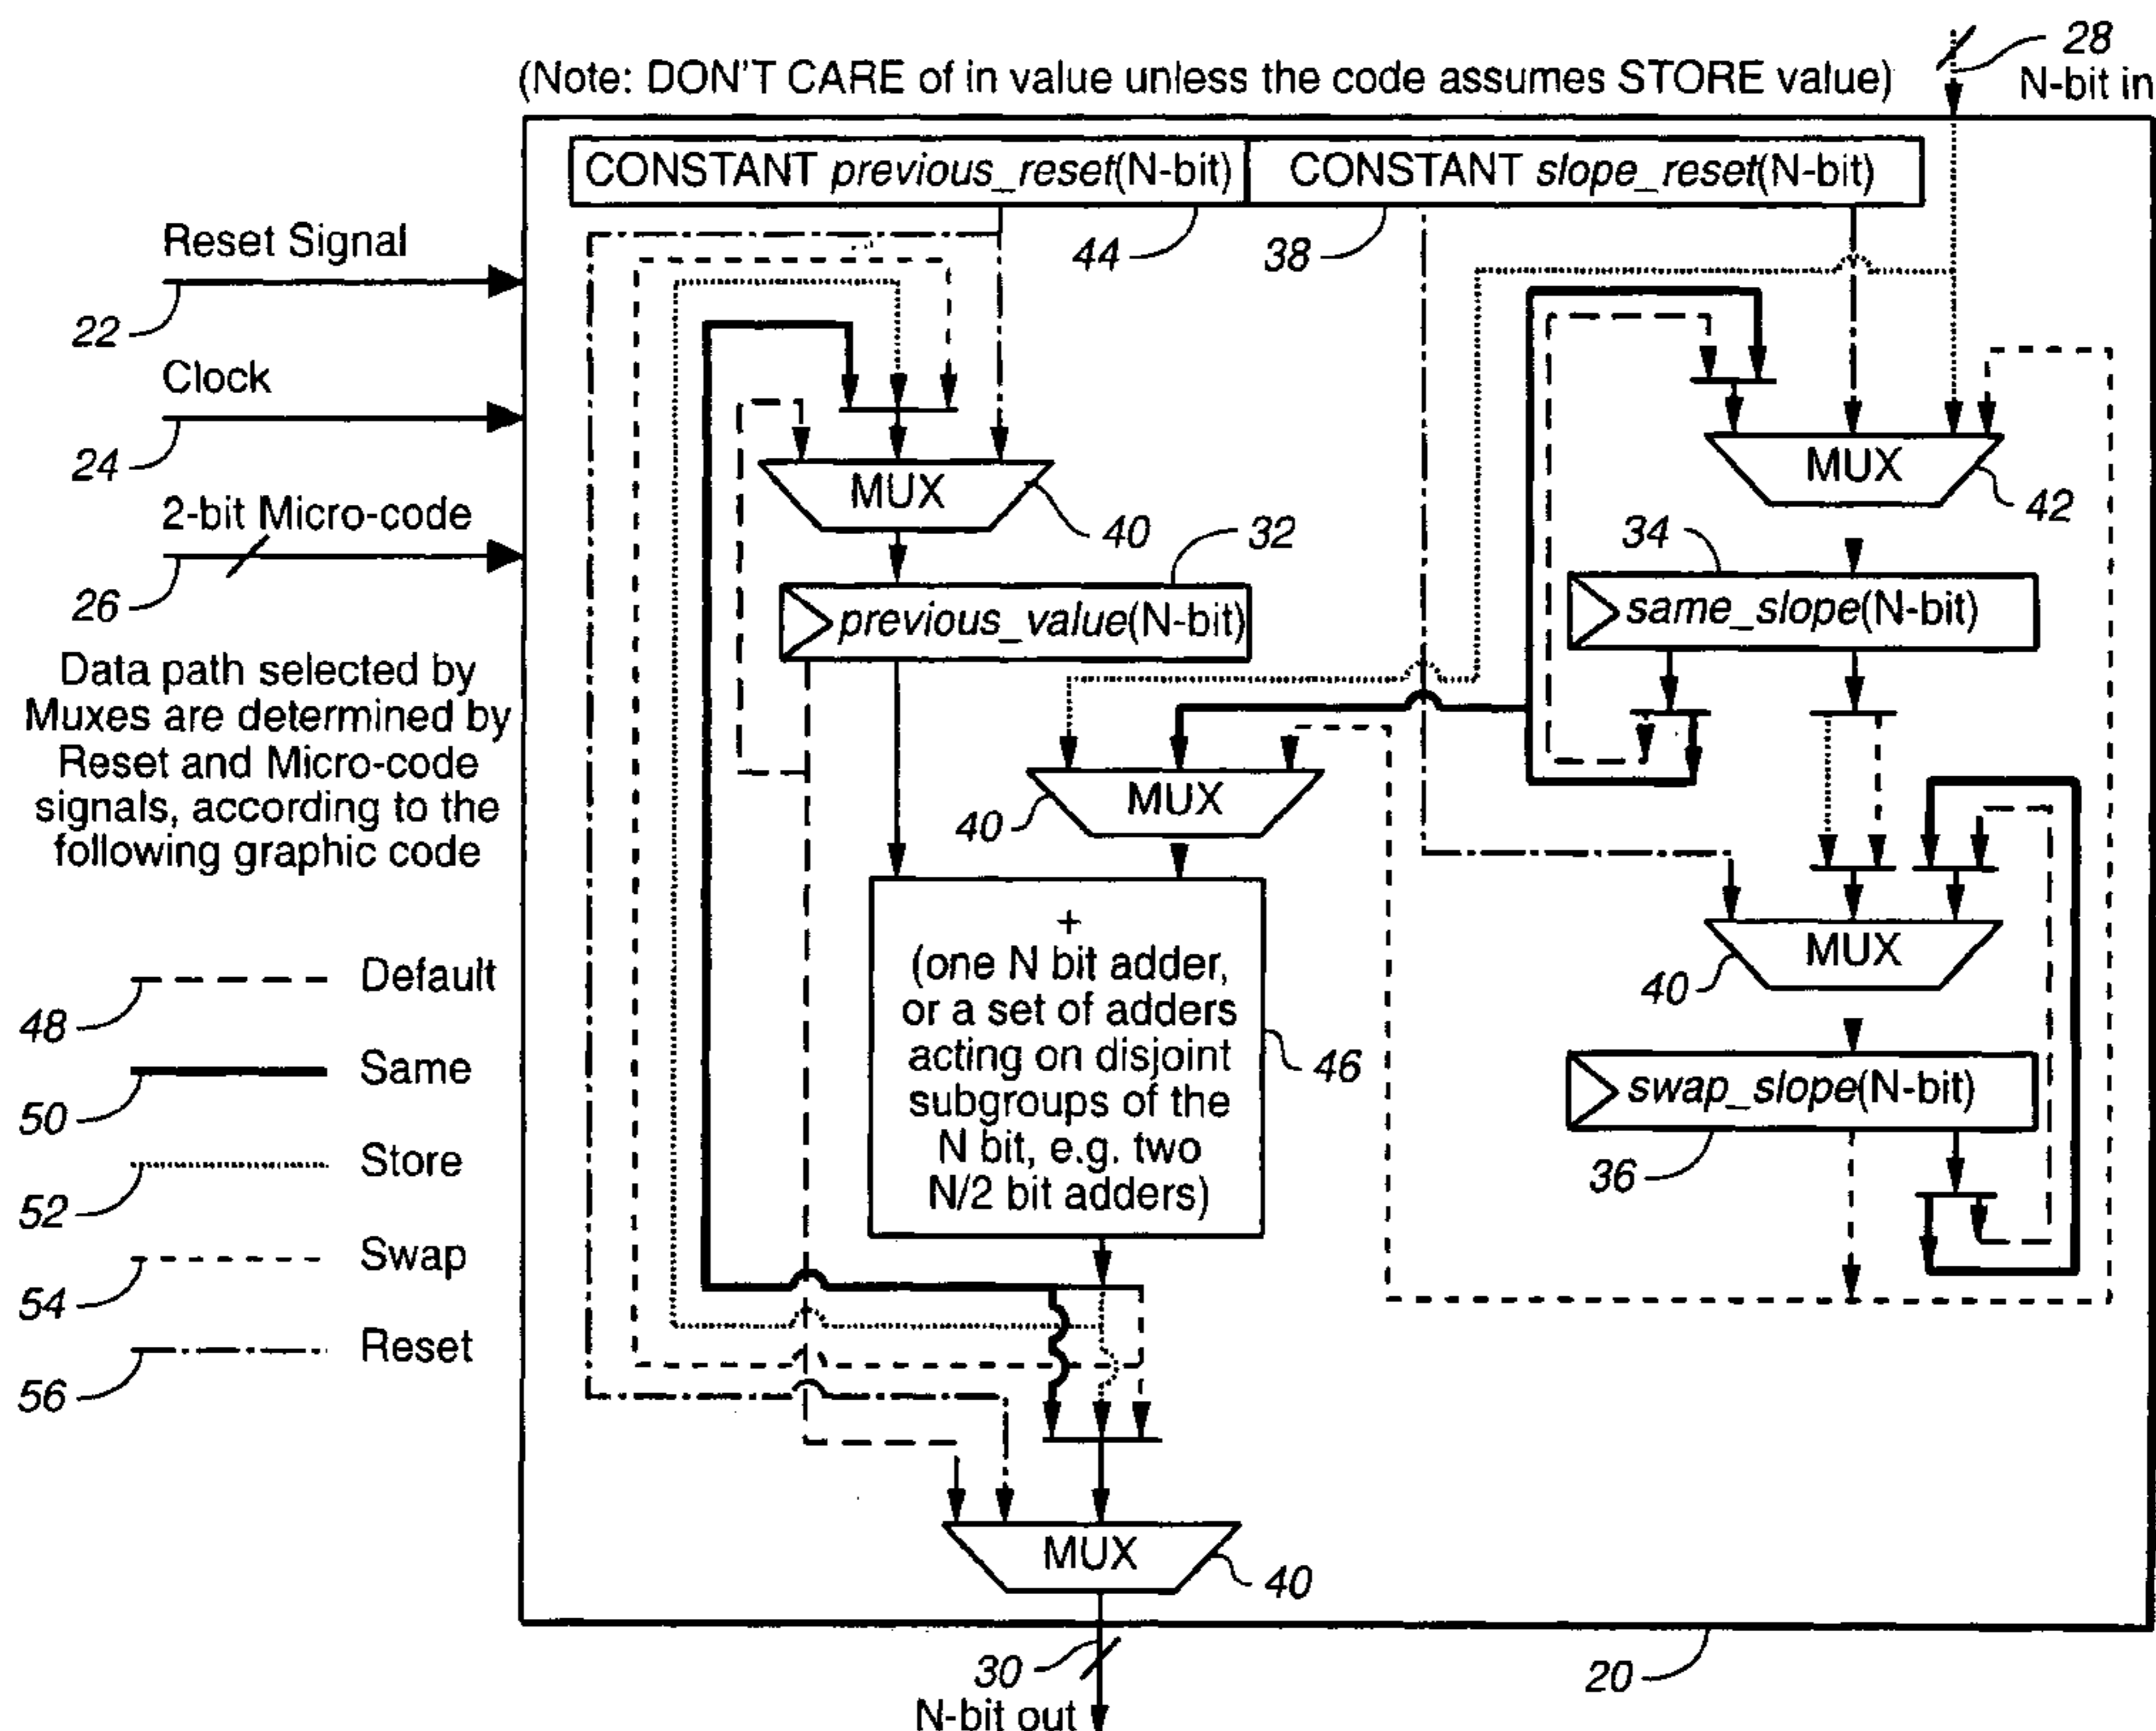 (Note: DON'T CARE of in value unless the code assumes STORE value)
28
N-bit in
CONSTANT previous_reset(N-bit)
CONSTANT slope_reset(N-bit)
44
38
Reset Signal
22
Clock
24
2-bit Micro-code
26
Data path selected by
Muxes are determined by
Reset and Micro-code
signals, according to the
following graphic code
48
Default
50
Same
52
Store
54
Swap
56
Reset
MUX
40
MUX
42
32
previous_value(N-bit)
34
same_slope(N-bit)
MUX
40
+
(one N bit adder,
or a set of adders
acting on disjoint
subgroups of the
N bit, e.g. two
N/2 bit adders)
46
MUX
40
swap_slope(N-bit)
36
MUX
40
20
30
N-bit out